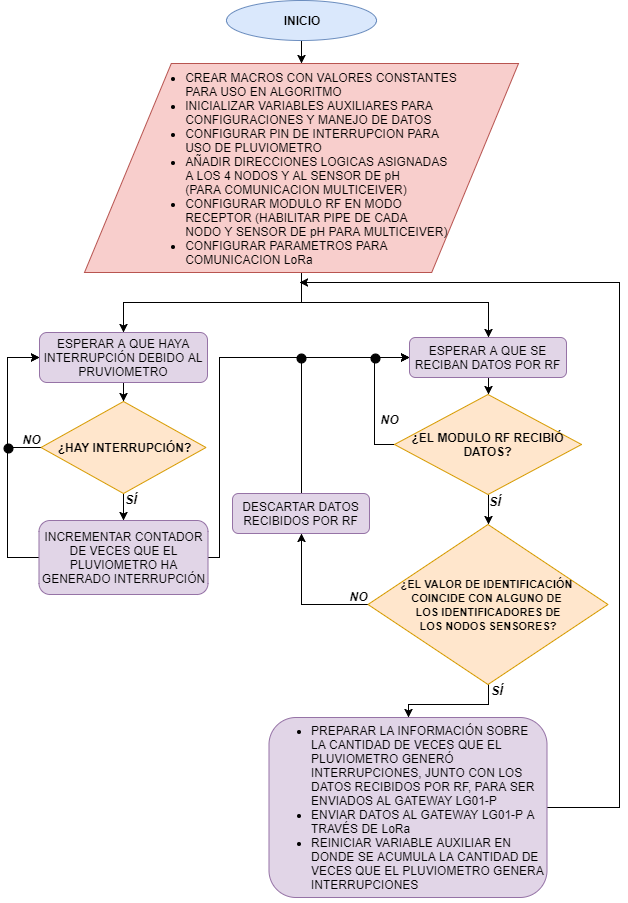 INICIO
• CREAR MACROS CON VALORES CONSTANTES
PARA USO EN ALGORITMO
• INICIALIZAR VARIABLES AUXILIARES PARA
CONFIGURACIONES Y MANEJO DE DATOS
• CONFIGURAR PIN DE INTERRUPCION PARA
USO DE PLUVIOMETRO
• AÑADIR DIRECCIONES LOGICAS ASIGNADAS
A LOS 4 NODOS Y AL SENSOR DE pH
(PARA COMUNICACION MULTICEIVER)
• CONFIGURAR MODULO RF EN MODO
RECEPTOR (HABILITAR PIPE DE CADA
NODO Y SENSOR DE pH PARA MULTICEIVER)
• CONFIGURAR PARAMETROS PARA
COMUNICACION LoRa
ESPERAR A QUE HAYA
INTERRUPCIÓN DEBIDO AL
PRUVIOMETRO
¿HAY INTERRUPCIÓN?
NO
SÍ
INCREMENTAR CONTADOR
DE VECES QUE EL
PLUVIOMETRO HA
GENERADO INTERRUPCIÓN
ESPERAR A QUE SE
RECIBAN DATOS POR RF
NO
¿EL MODULO RF RECIBIÓ
DATOS?
SÍ
DESCARTAR DATOS
RECIBIDOS POR RF
NO
¿EL VALOR DE IDENTIFICACIÓN
COINCIDE CON ALGUNO DE
LOS IDENTIFICADORES DE
LOS NODOS SENSORES?
SÍ
• PREPARAR LA INFORMACIÓN SOBRE
LA CANTIDAD DE VECES QUE EL
PLUVIOMETRO GENERÓ
INTERRUPCIONES, JUNTO CON LOS
DATOS RECIBIDOS POR RF, PARA SER
ENVIADOS AL GATEWAY LG01-P
• ENVIAR DATOS AL GATEWAY LG01-P A
TRAVÉS DE LoRa
• REINICIAR VARIABLE AUXILIAR EN
DONDE SE ACUMULA LA CANTIDAD DE
VECES QUE EL PLUVIOMETRO GENERA
INTERRUPCIONES